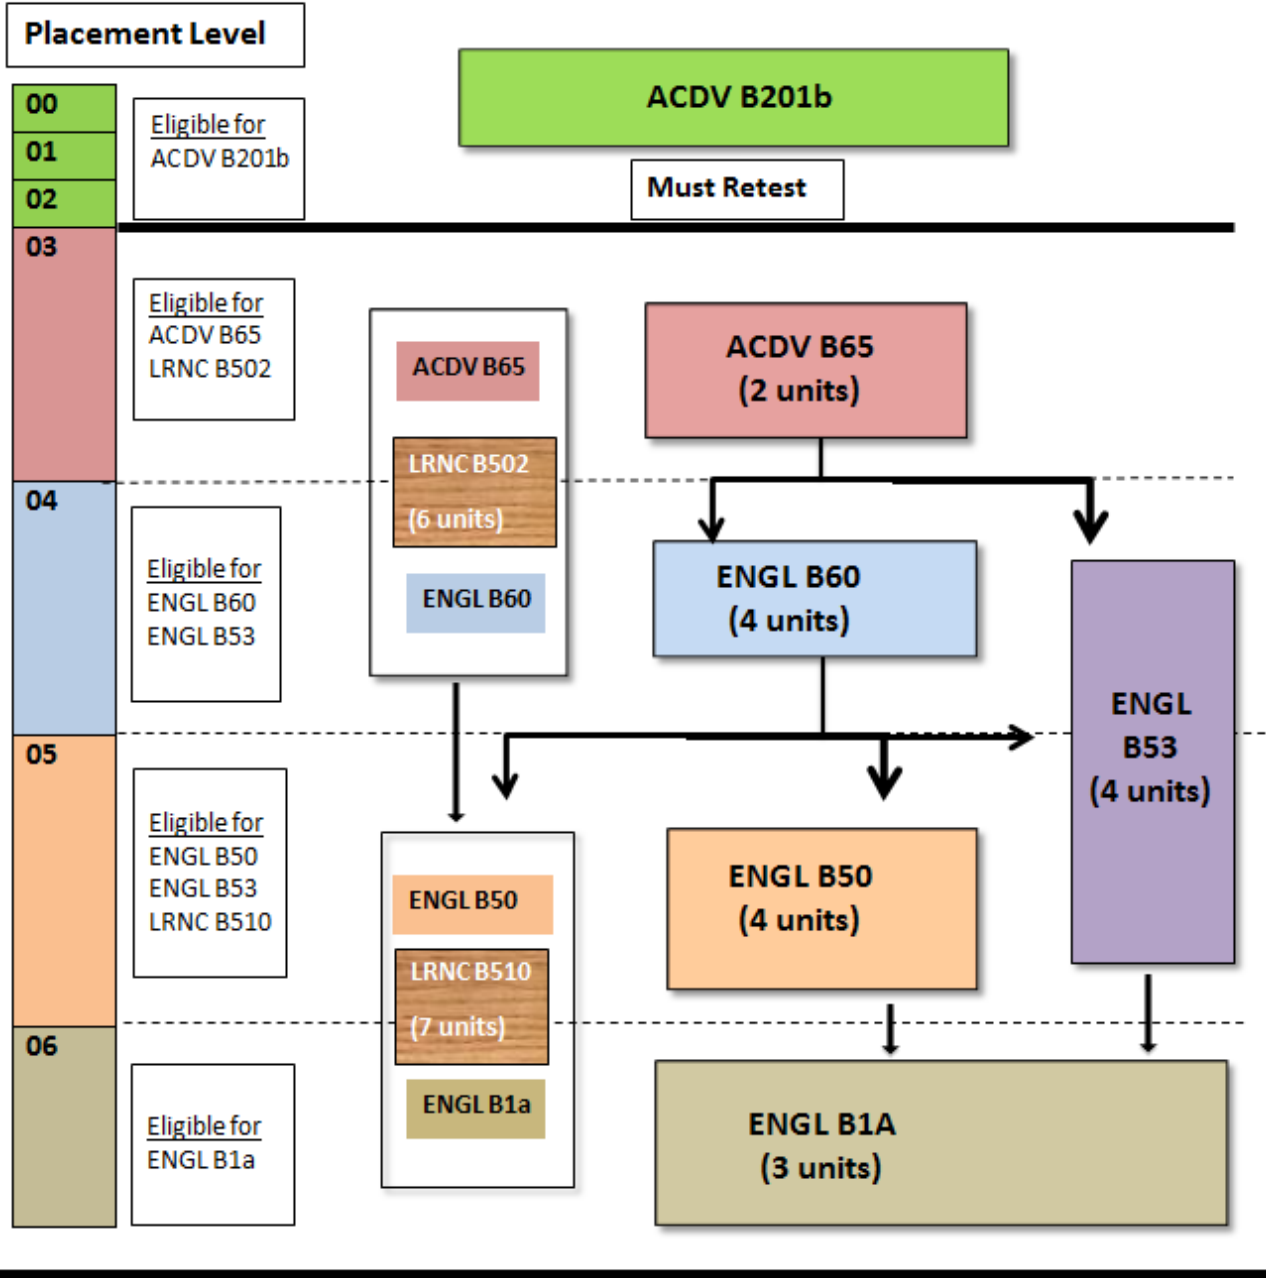 Placement Level
00
01
02
Eligible for
ACDV B201b
ACDV B201b
Must Retest
03
Eligible for
ACDV B65
LRNC B502
ACDV B65
LRNC B502
(6 units)
ENGL B60
ACDV B65
(2 units)
04
Eligible for
ENGL B60
ENGL B53
ENGL B60
(4 units)
ENGL
B53
(4 units)
05
Eligible for
ENGL B50
ENGL B53
LRNC B510
ENGL B50
LRNC B510
(7 units)
ENGL B1a
ENGL B50
(4 units)
06
Eligible for
ENGL B1a
ENGL B1A
(3 units)